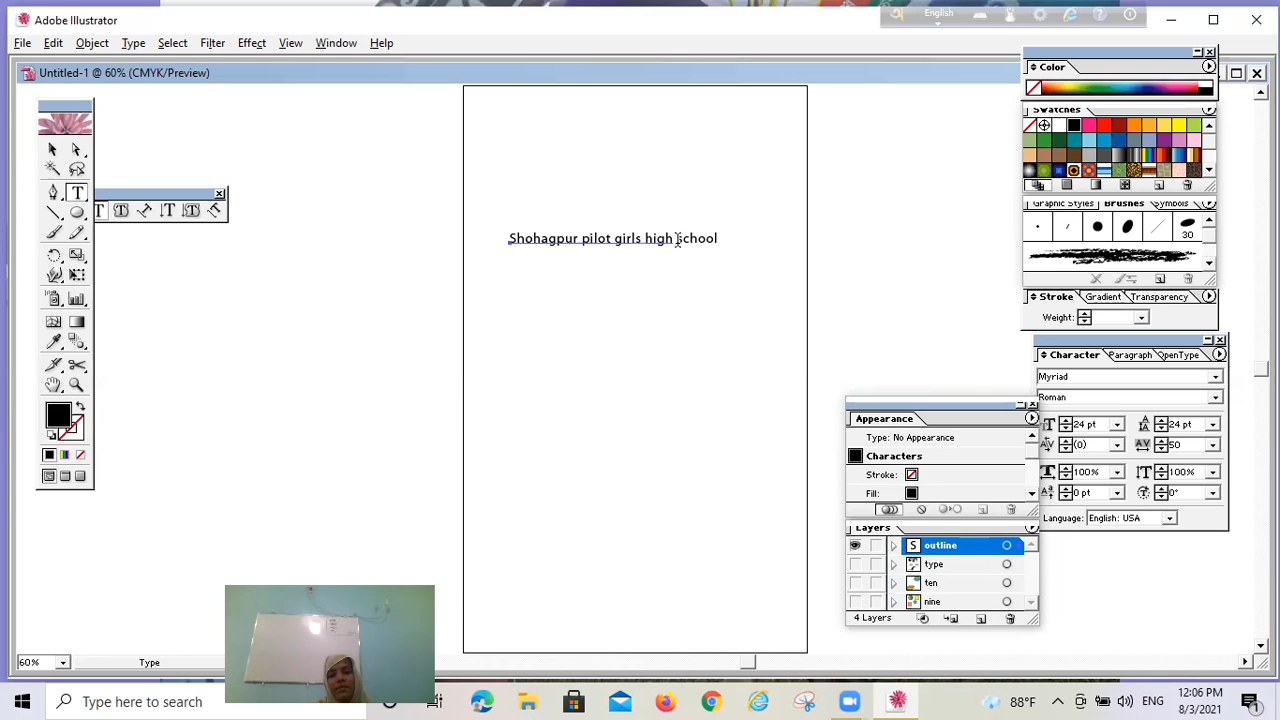 Adobe Illustrator
English
File Edit Object Type Select Filter Effect View Window Help
Untitled-1 @ 60% (CMYK/Preview)
Color
Swatches
Graphic Styles Brushes Symbols
30
Stroke Gradient Transparency
Weight:
Shohagpur pilot girls high school
Character Paragraph OpenType
Myriad
Roman
24 pt 24 pt
(0) 50
100% 100%
0 pt 0°
Language: English: USA
Appearance
Type: No Appearance
Characters
Stroke:
Fill:
Layers
outline
type
ten
nine
4 Layers
60% Type
Type here to search
88°F
ENG
12:06 PM
8/3/2021